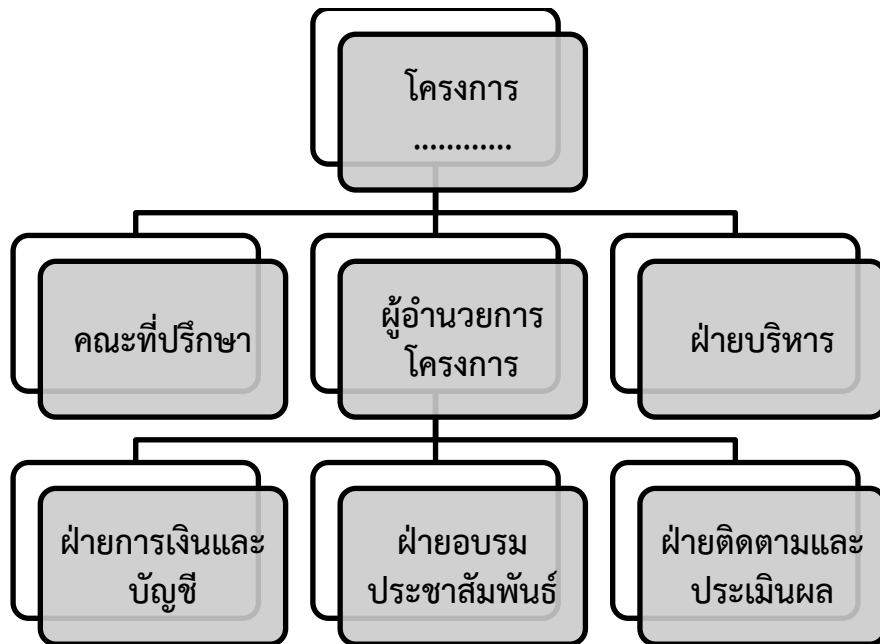 โครงการ
............
คณะที่ปรึกษา
ผู้อำนวยการ
โครงการ
ฝ่ายบริหาร
ฝ่ายการเงินและ
บัญชี
ฝ่ายอบรม
ประชาสัมพันธ์
ฝ่ายติดตามและ
ประเมินผล